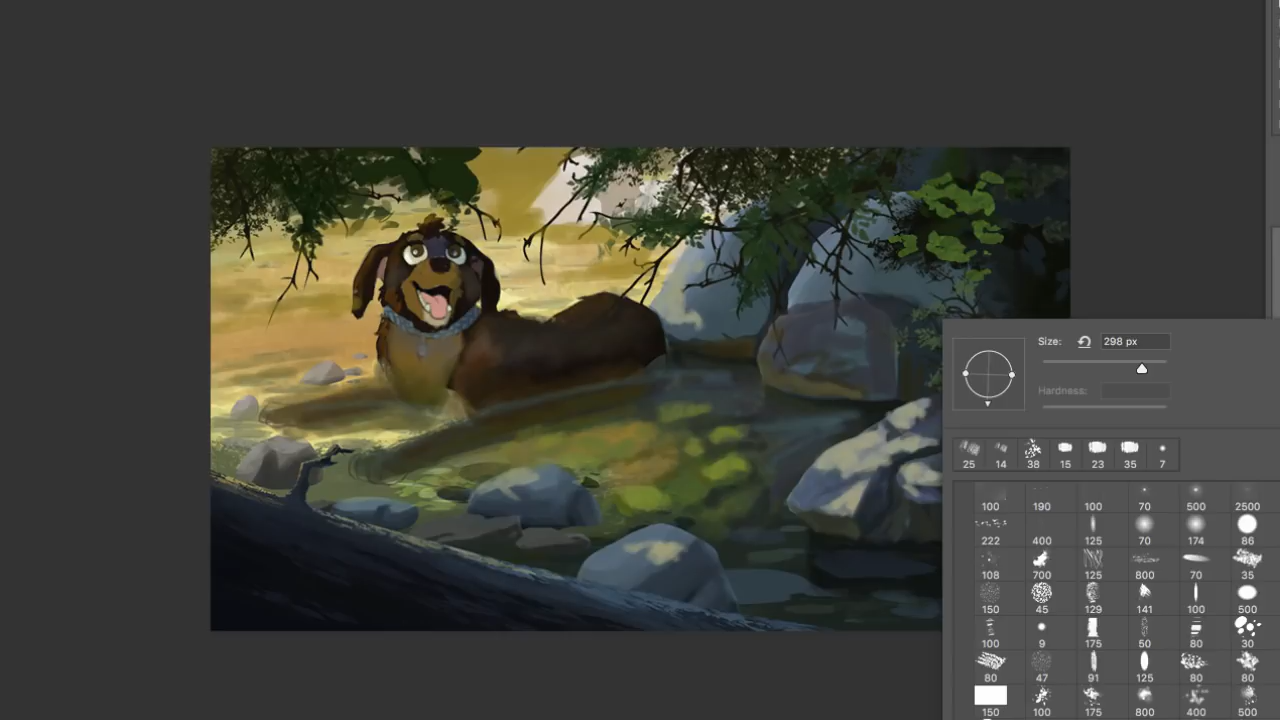 Size: 298 px
Hardness:
25 14 38 15 23 35 7
100 190 100 70 500 2500
222 400 125 70 174 86
108 700 125 800 70 35
150 45 129 141 100 500
100 9 175 50 80 30
80 47 91 125 80 80
150 100 175 800 400 500